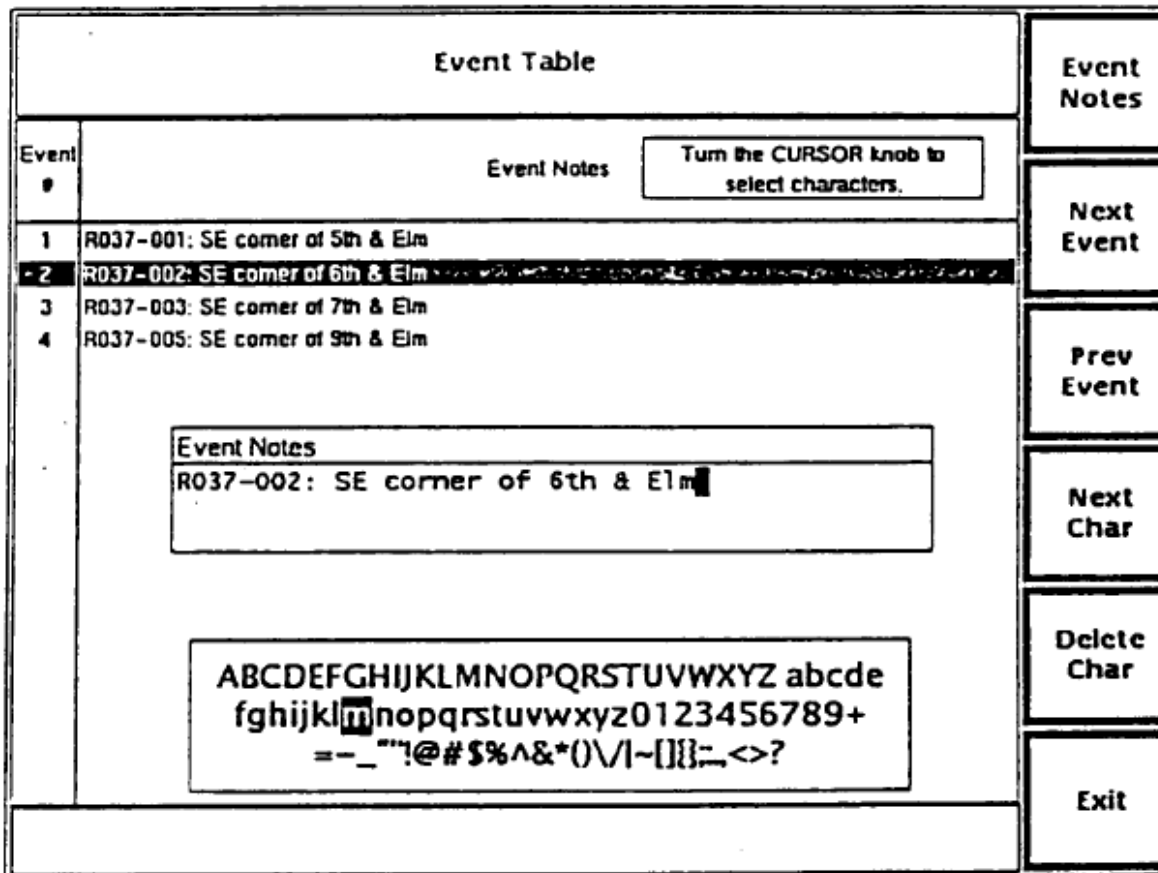 Event Table
Event
#
Event Notes
Turn the CURSOR knob to
select characters.
1 R037-001: SE corner of 5th & Elm
2 R037-002: SE corner of 6th & Elm
3 R037-003: SE corner of 7th & Elm
4 R037-005: SE corner of 9th & Elm
Event Notes
R037-002: SE corner of 6th & Elm
ABCDEFGHIJKLMNOPQRSTUVWXYZ abcde
fghijklmnopqrstuvwxyz0123456789+
=-_"'!@#$%^&*()\/|~[]{};:.,<>?
Event
Notes
Next
Event
Prev
Event
Next
Char
Delete
Char
Exit